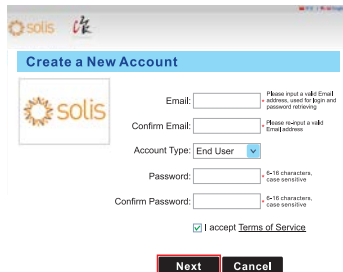 solis
Create a New Account
solis
Email:
* Please input a valid Email
address, used for login and
password retrieving
Confirm Email:
* Please re-input a valid
Email address
Account Type: End User
Password:
* 6-16 characters,
case sensitive
Confirm Password:
* 6-16 characters,
case sensitive
I accept Terms of Service
Next Cancel